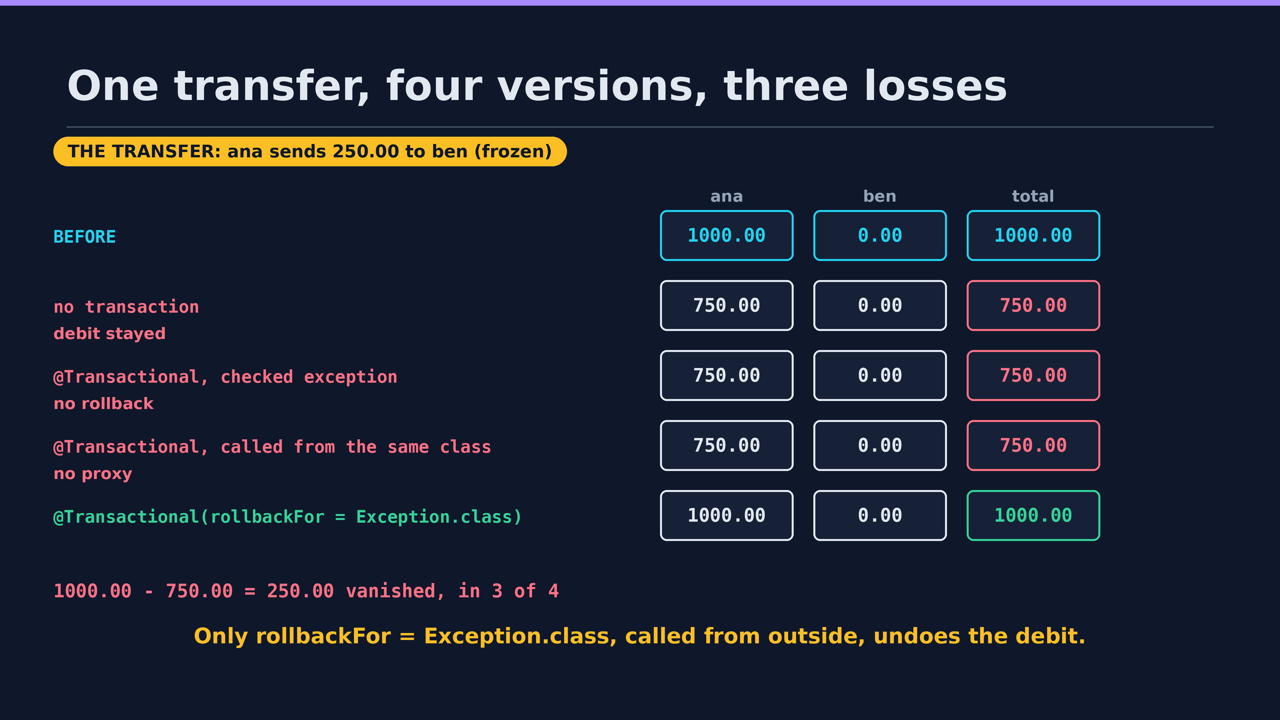 One transfer, four versions, three losses
THE TRANSFER: ana sends 250.00 to ben (frozen)
ana ben total
BEFORE 1000.00 0.00 1000.00
no transaction 750.00 0.00 750.00
debit stayed
@Transactional, checked exception 750.00 0.00 750.00
no rollback
@Transactional, called from the same class 750.00 0.00 750.00
no proxy
@Transactional(rollbackFor = Exception.class) 1000.00 0.00 1000.00
1000.00 - 750.00 = 250.00 vanished, in 3 of 4
Only rollbackFor = Exception.class, called from outside, undoes the debit.